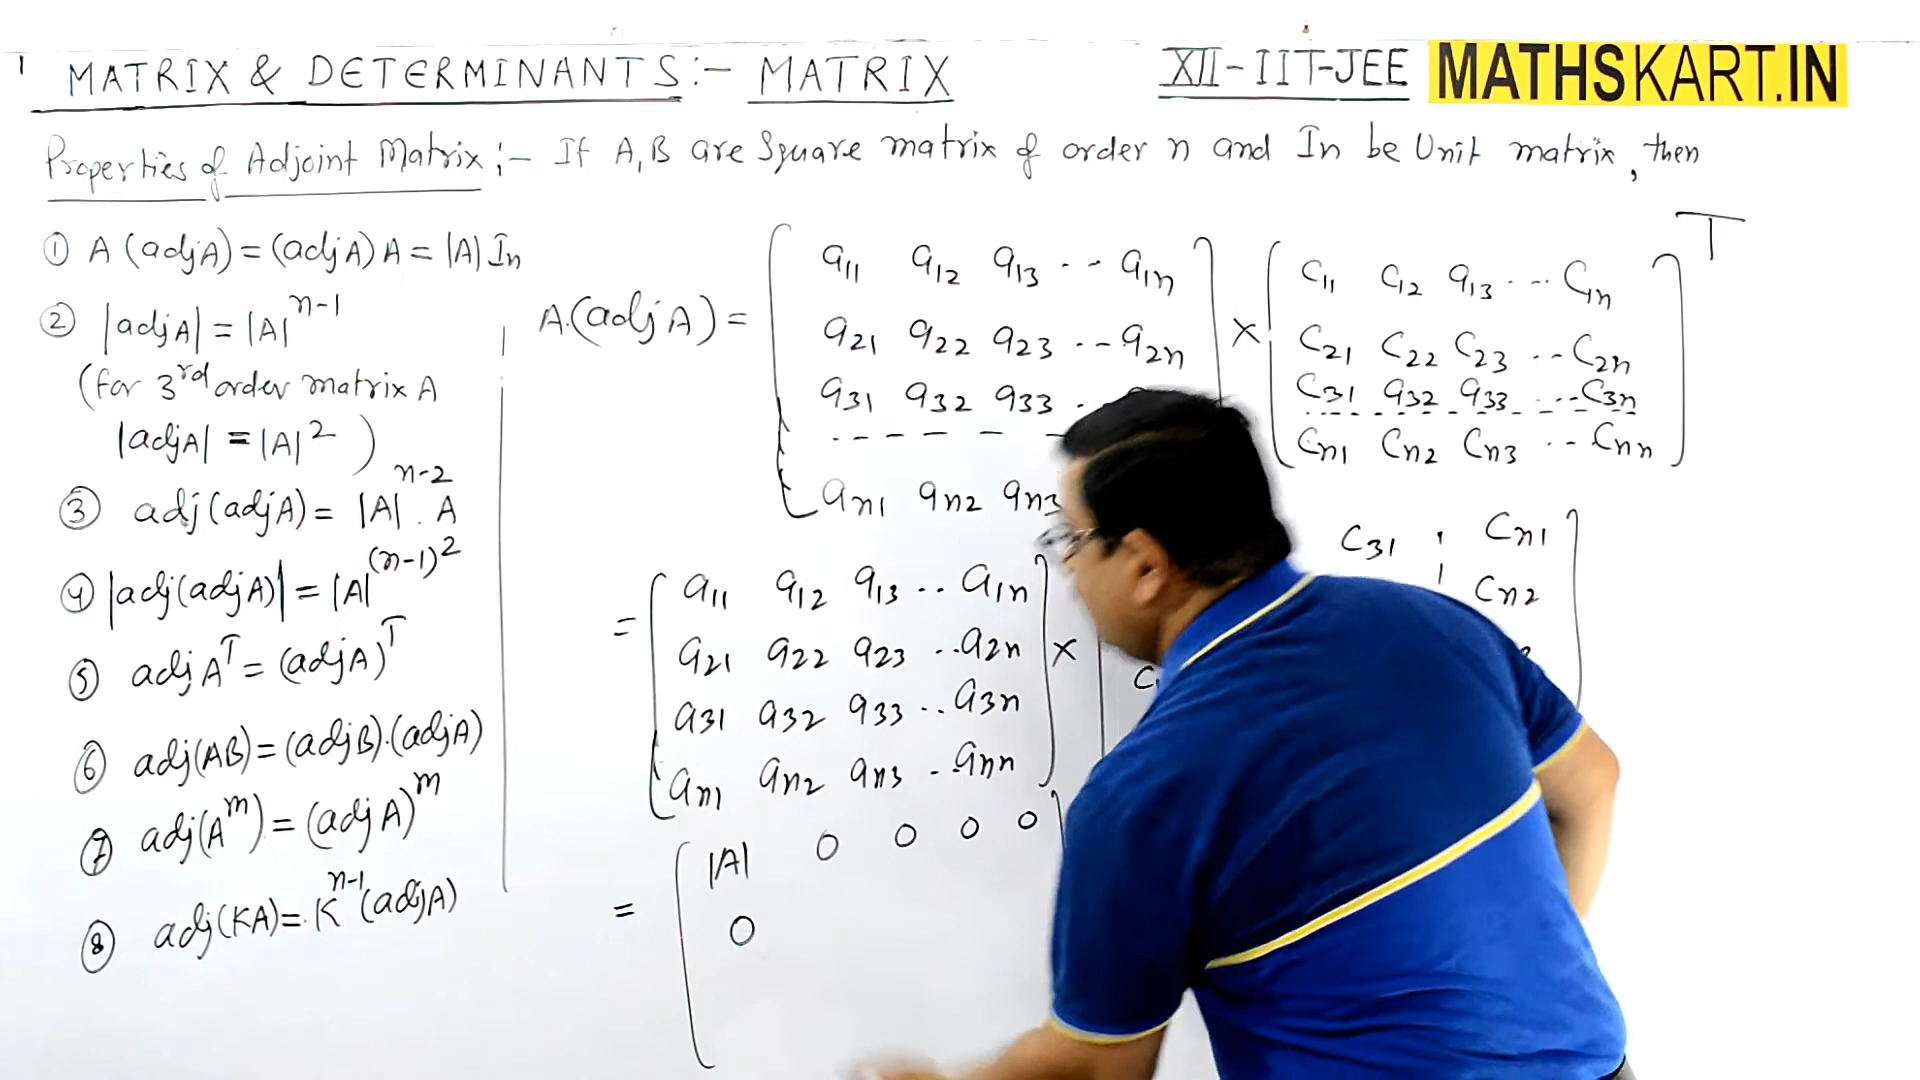 MATRIX & DETERMINANTS:- MATRIX XII-IIT-JEE MATHSKART.IN
Properties of Adjoint Matrix:- If A,B are Square matrix of order n and In be Unit matrix, then
① A(adjA)=(adjA)A=|A|In
② |adjA|=|A|^{n-1}
(For 3rd order matrix A
|adjA|=|A|²)
③ adj(adjA)=|A|^{n-2}.A
④ |adj(adjA)|=|A|^{(n-1)²}
⑤ adjA^T=(adjA)^T
⑥ adj(AB)=(adjB).(adjA)
⑦ adj(A^m)=(adjA)^m
⑧ adj(KA)=K^{n-1}(adjA)
A.(adjA)=
a11 a12 a13 -- a1n
a21 a22 a23 -- a2n
a31 a32 a33 .
- - - - -
an1 an2 an3
×
C11 C12 a13 --- C1n
C21 C22 C23 --- C2n
C31 a32 a33 --- C3n
Cn1 Cn2 Cn3 -- Cnn
T
=
a11 a12 a13 .. a1n
a21 a22 a23 ..a2n
a31 a32 a33 ..a3n
an1 an2 an3 -.ann
×
C31 Cn1
Cn2
=
|A| 0 0 0 0
0